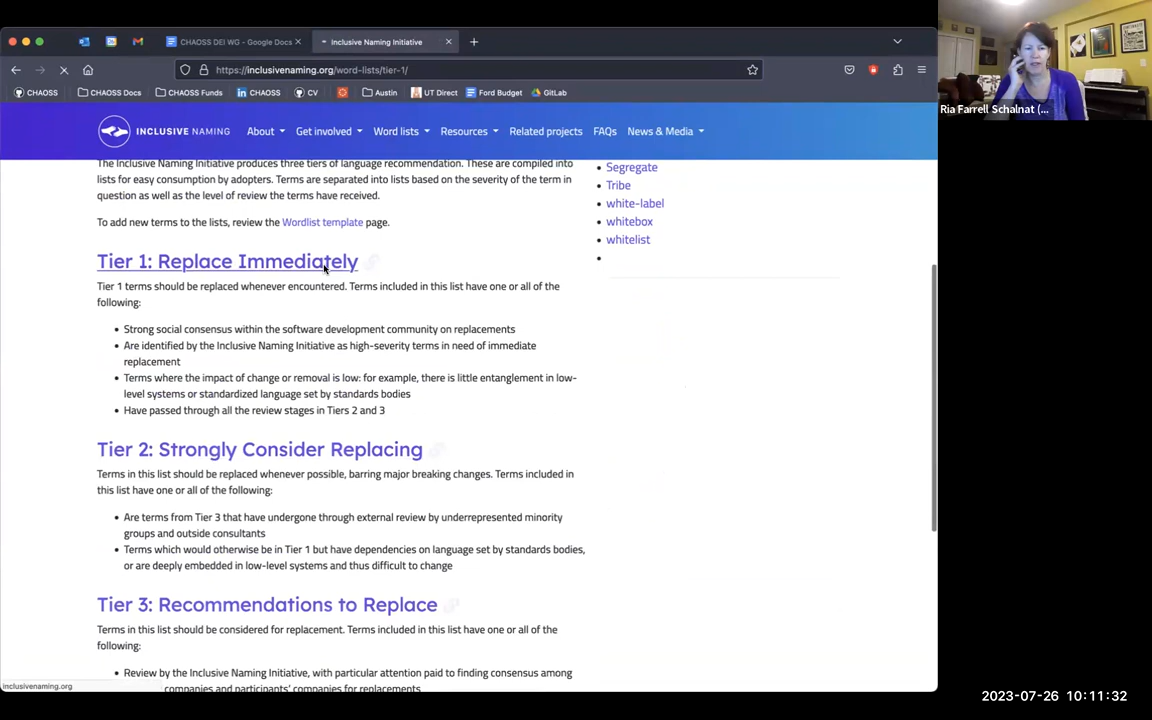 CHAOSS DEI WG - Google Docs
Inclusive Naming Initiative
https://inclusivenaming.org/word-lists/tier-1/
CHAOSS
CHAOSS Docs
CHAOSS Funds
CHAOSS
CV
Austin
UT Direct
Ford Budget
GitLab
INCLUSIVE NAMING
About
Get involved
Word lists
Resources
Related projects
FAQs
News & Media
The Inclusive Naming Initiative produces three tiers of language recommendation. These are compiled into
lists for easy consumption by adopters. Terms are separated into lists based on the severity of the term in
question as well as the level of review the terms have received.
To add new terms to the lists, review the Wordlist template page.
Tier 1: Replace Immediately
Tier 1 terms should be replaced whenever encountered. Terms included in this list have one or all of the
following:
• Strong social consensus within the software development community on replacements
• Are identified by the Inclusive Naming Initiative as high-severity terms in need of immediate
replacement
• Terms where the impact of change or removal is low: for example, there is little entanglement in low-
level systems or standardized language set by standards bodies
• Have passed through all the review stages in Tiers 2 and 3
Tier 2: Strongly Consider Replacing
Terms in this list should be replaced whenever possible, barring major breaking changes. Terms included in
this list have one or all of the following:
• Are terms from Tier 3 that have undergone through external review by underrepresented minority
groups and outside consultants
• Terms which would otherwise be in Tier 1 but have dependencies on language set by standards bodies,
or are deeply embedded in low-level systems and thus difficult to change
Tier 3: Recommendations to Replace
Terms in this list should be considered for replacement. Terms included in this list have one or all of the
following:
• Review by the Inclusive Naming Initiative, with particular attention paid to finding consensus among
companies and participants' companies for replacements
• Segregate
• Tribe
• white-label
• whitebox
• whitelist
inclusivenaming.org
Ria Farrell Schalnat (...
2023-07-26 10:11:32